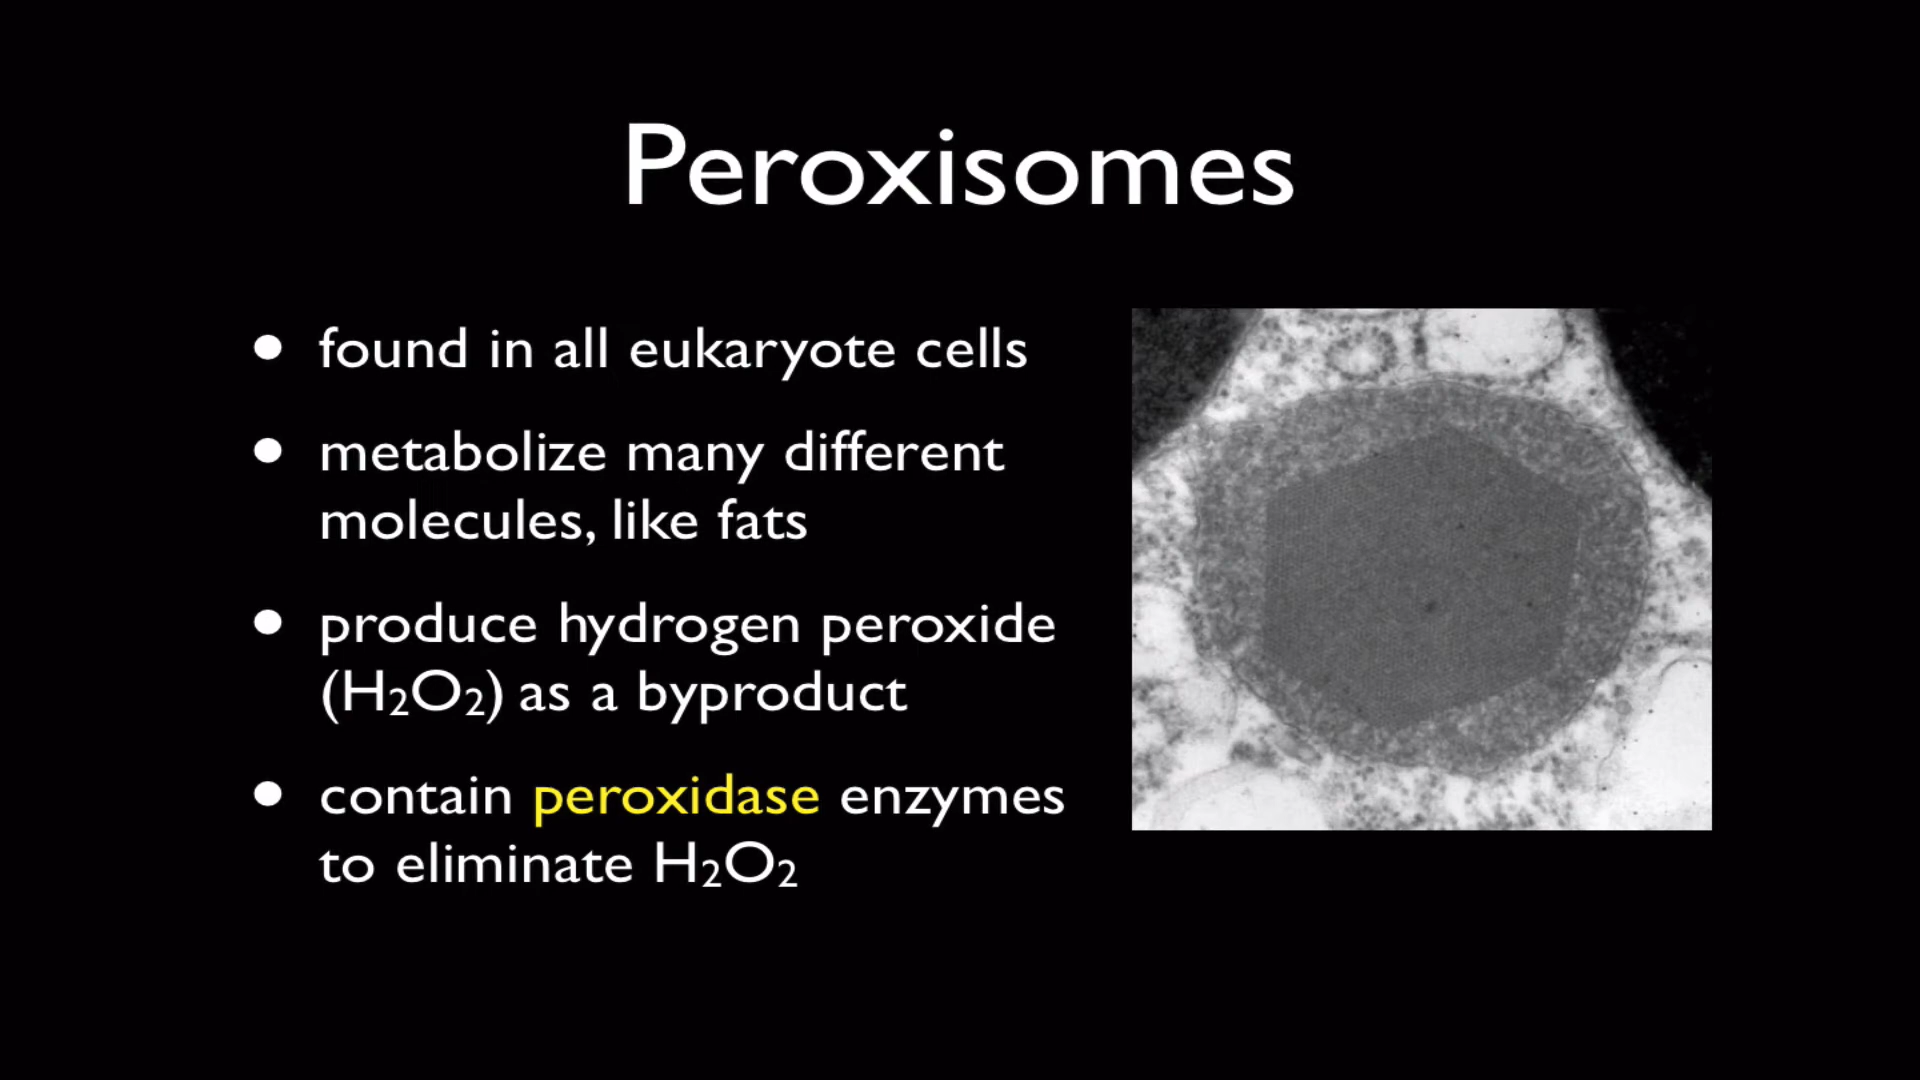 Peroxisomes
• found in all eukaryote cells
• metabolize many different
molecules, like fats
• produce hydrogen peroxide
(H₂O₂) as a byproduct
• contain peroxidase enzymes
to eliminate H₂O₂